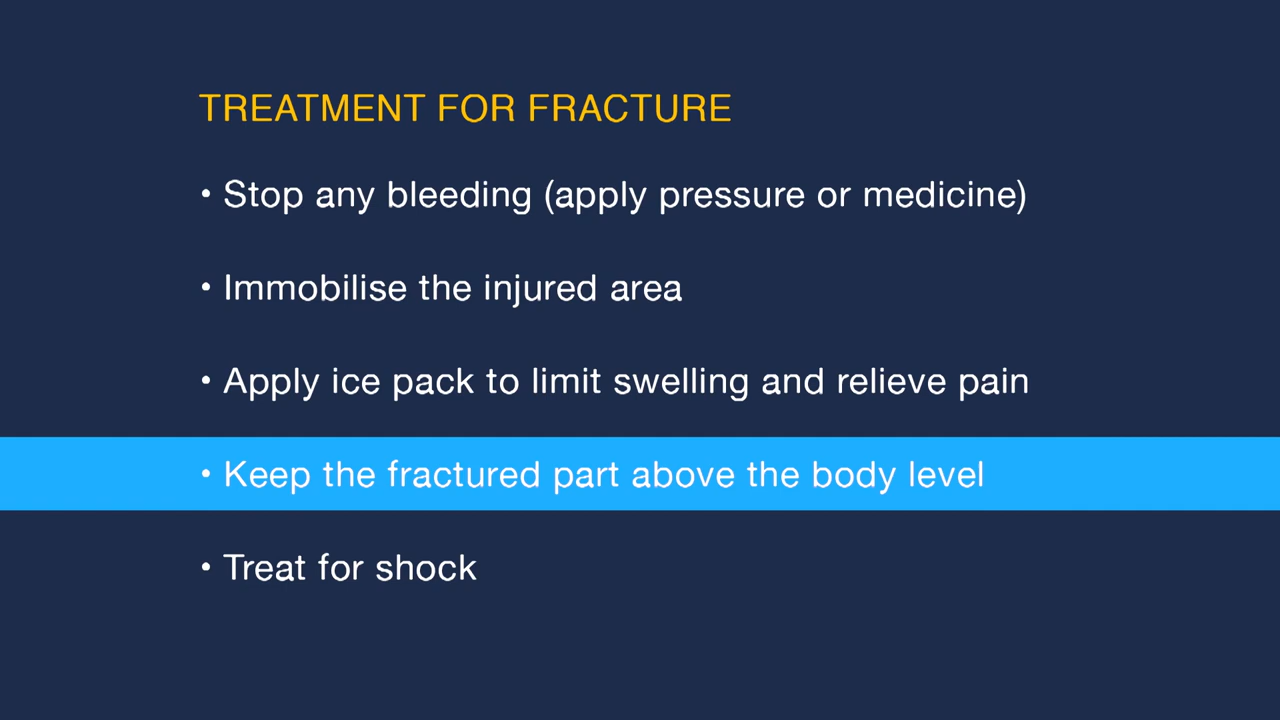 TREATMENT FOR FRACTURE
• Stop any bleeding (apply pressure or medicine)
• Immobilise the injured area
• Apply ice pack to limit swelling and relieve pain
• Keep the fractured part above the body level
• Treat for shock